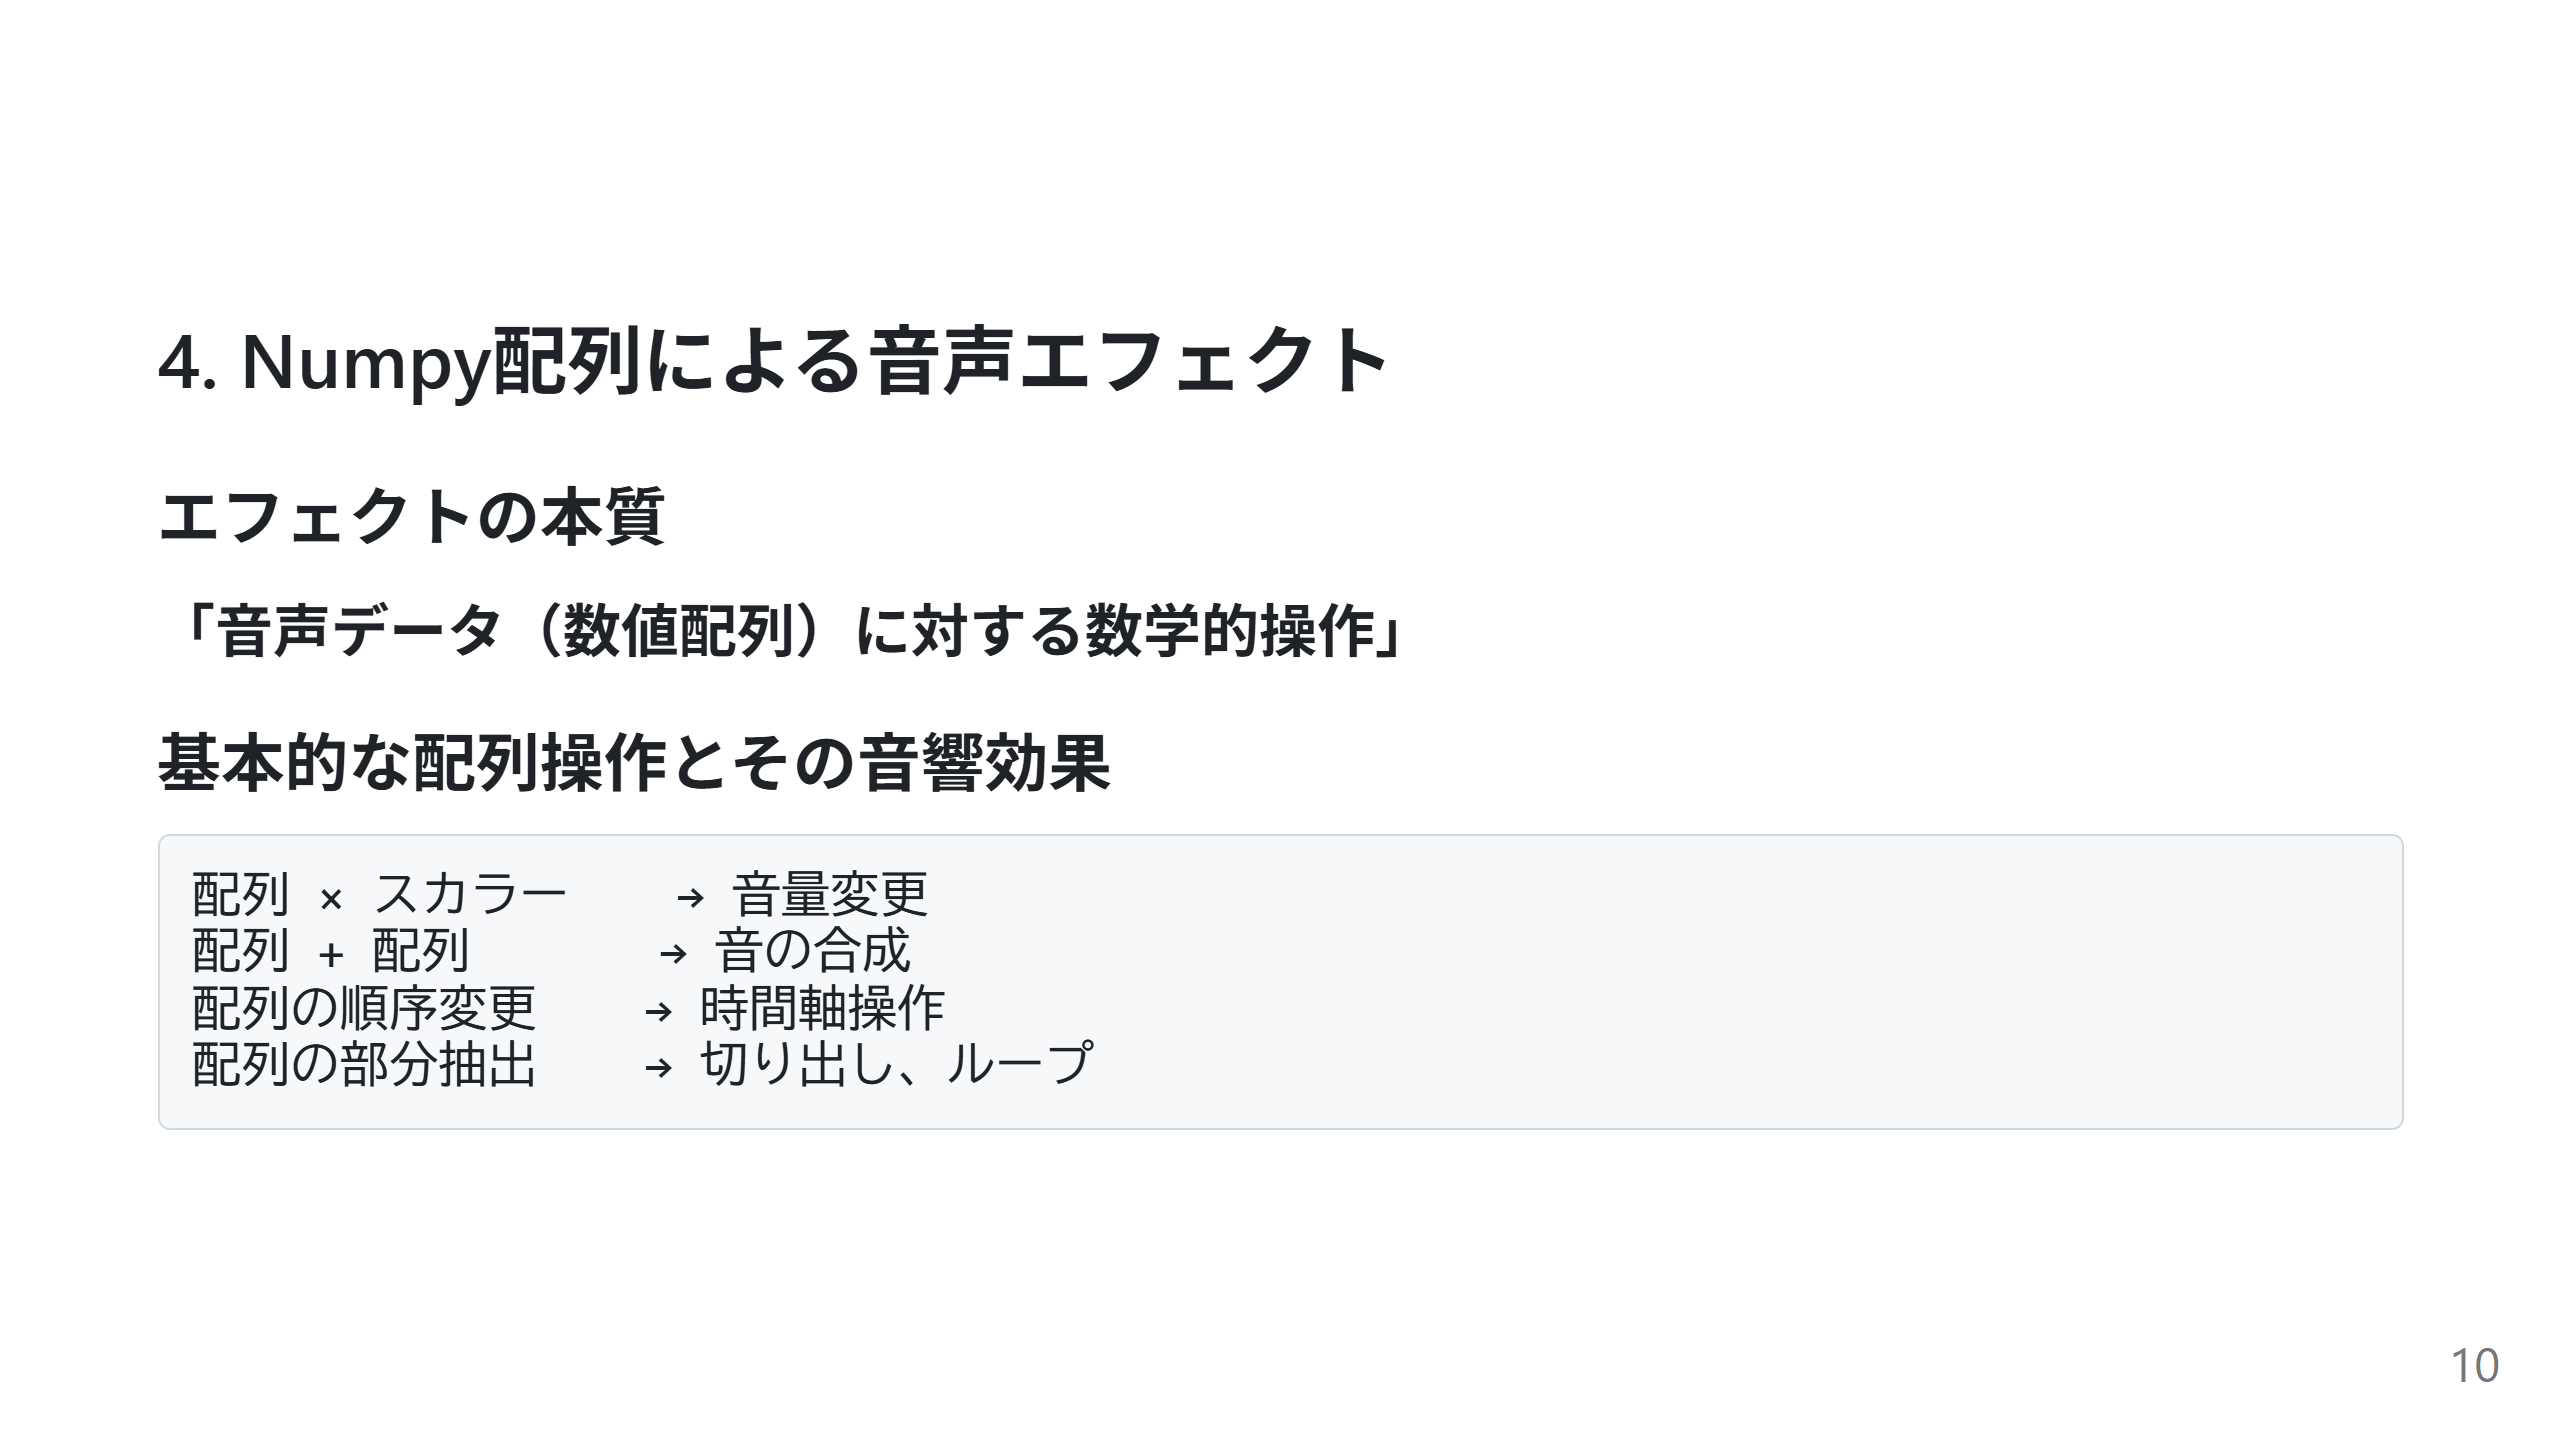 4. Numpy配列による音声エフェクト
エフェクトの本質
「音声データ（数値配列）に対する数学的操作」
基本的な配列操作とその音響効果
配列 × スカラー → 音量変更
配列 + 配列 → 音の合成
配列の順序変更 → 時間軸操作
配列の部分抽出 → 切り出し、ループ
10